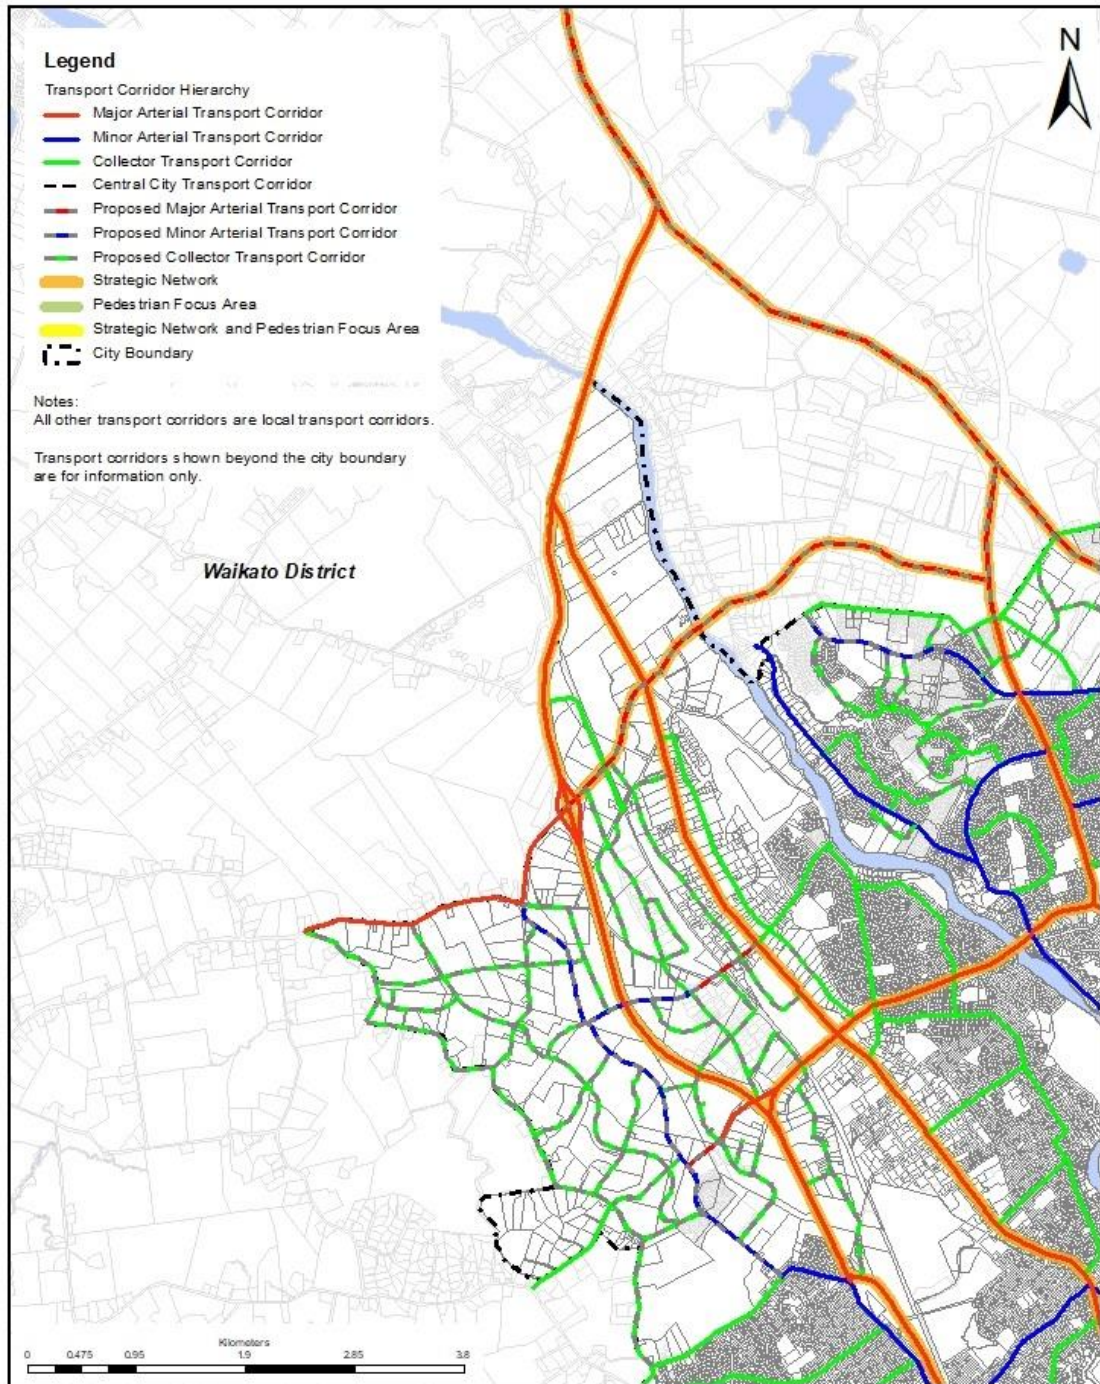 Legend
Transport Corridor Hierarchy
Major Arterial Transport Corridor
Minor Arterial Transport Corridor
Collector Transport Corridor
Central City Transport Corridor
Proposed Major Arterial Transport Corridor
Proposed Minor Arterial Transport Corridor
Proposed Collector Transport Corridor
Strategic Network
Pedestrian Focus Area
Strategic Network and Pedestrian Focus Area
City Boundary
Notes:
All other transport corridors are local transport corridors.
Transport corridors shown beyond the city boundary
are for information only.
N
Waikato District
Kilometers
0 0.475 0.95 1.9 2.85 3.8